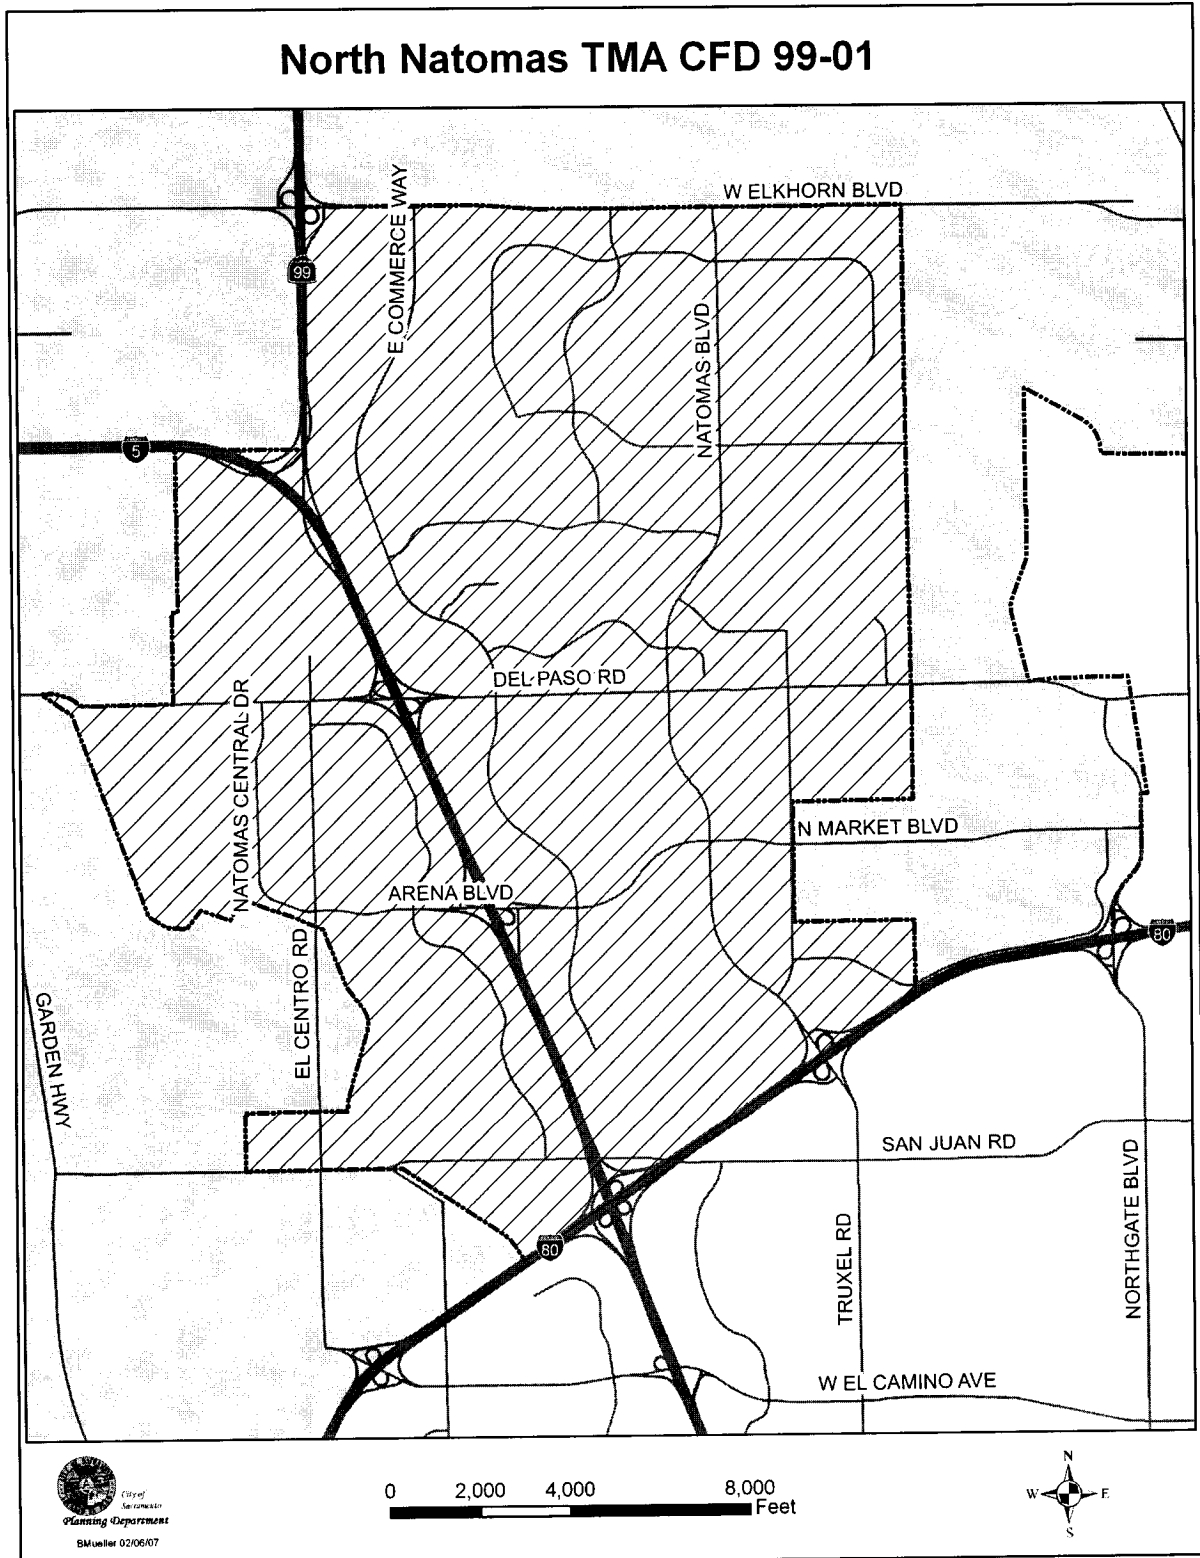 North Natomas TMA CFD 99-01
W ELKHORN BLVD
E COMMERCE WAY
99
NATOMAS BLVD
5
DEL PASO RD
NATOMAS CENTRAL DR
N MARKET BLVD
ARENA BLVD
80
EL CENTRO RD
GARDEN HWY
SAN JUAN RD
NORTHGATE BLVD
TRUXEL RD
80
W EL CAMINO AVE
City of
Sacramento
Planning Department
BMueller 02/06/07
0 2,000 4,000 8,000
Feet
N
W E
S